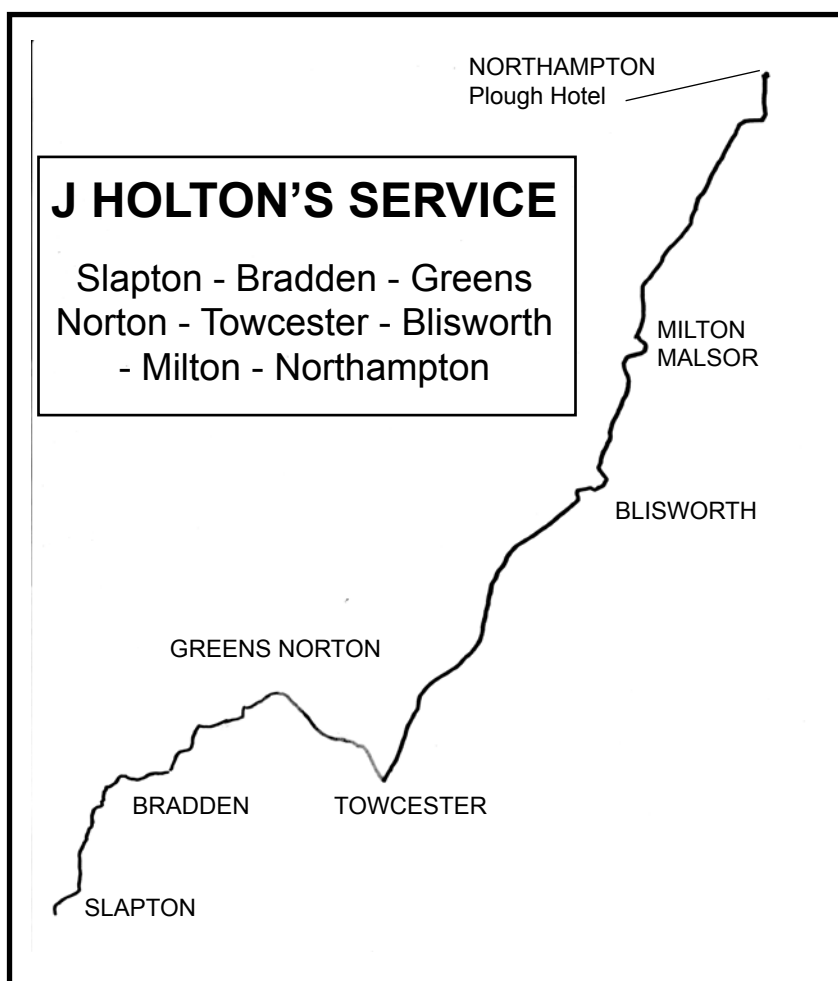 NORTHAMPTON
Plough Hotel
J HOLTON’S SERVICE
Slapton - Bradden - Greens
Norton - Towcester - Blisworth
- Milton - Northampton
MILTON
MALSOR
BLISWORTH
GREENS NORTON
BRADDEN
TOWCESTER
SLAPTON